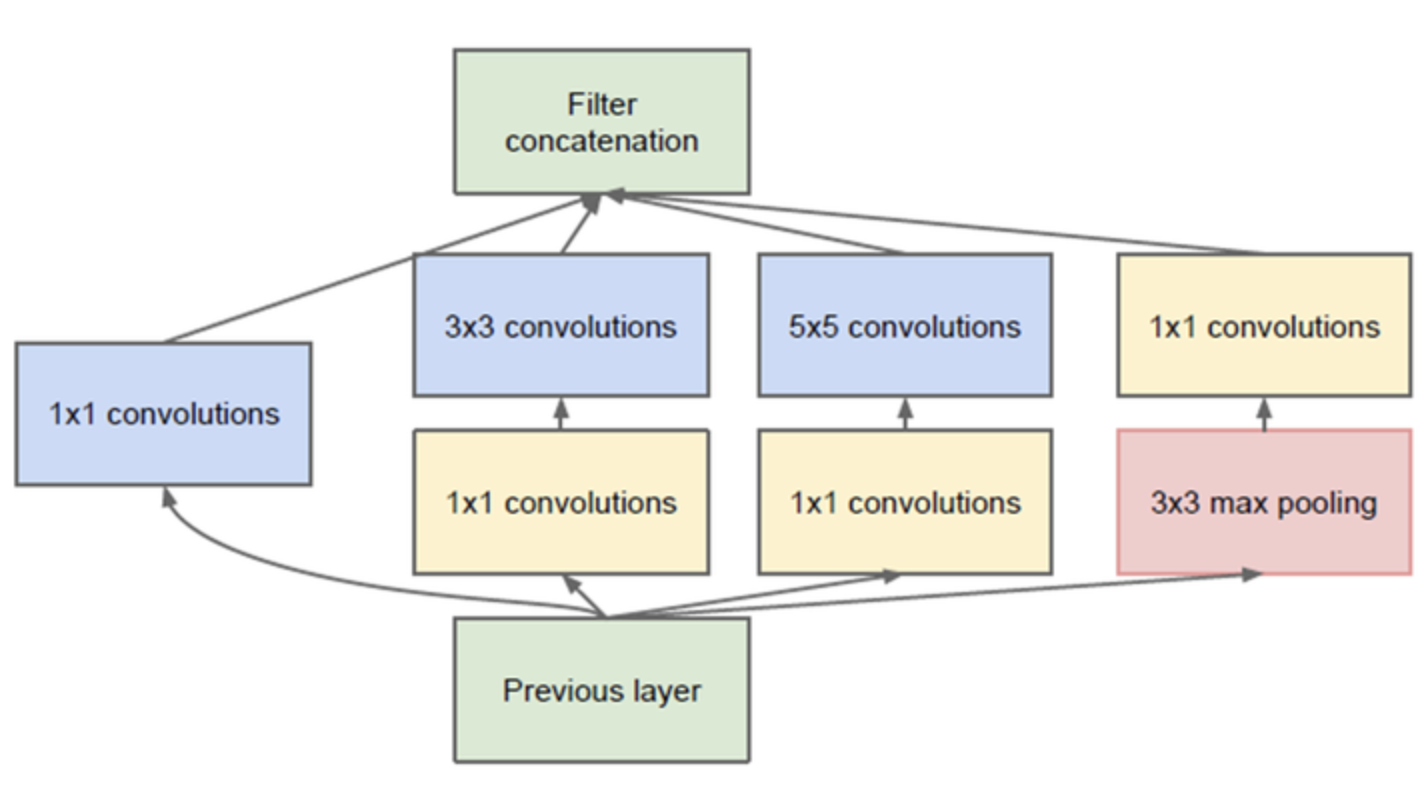 Filter
concatenation
3x3 convolutions
5x5 convolutions
1x1 convolutions
1x1 convolutions
1x1 convolutions
1x1 convolutions
3x3 max pooling
Previous layer